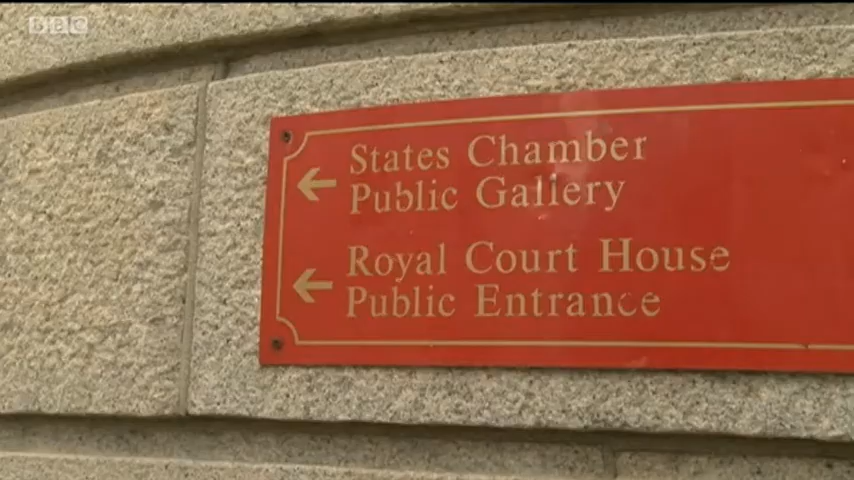 BBC
States Chamber
Public Gallery
Royal Court House
Public Entrance